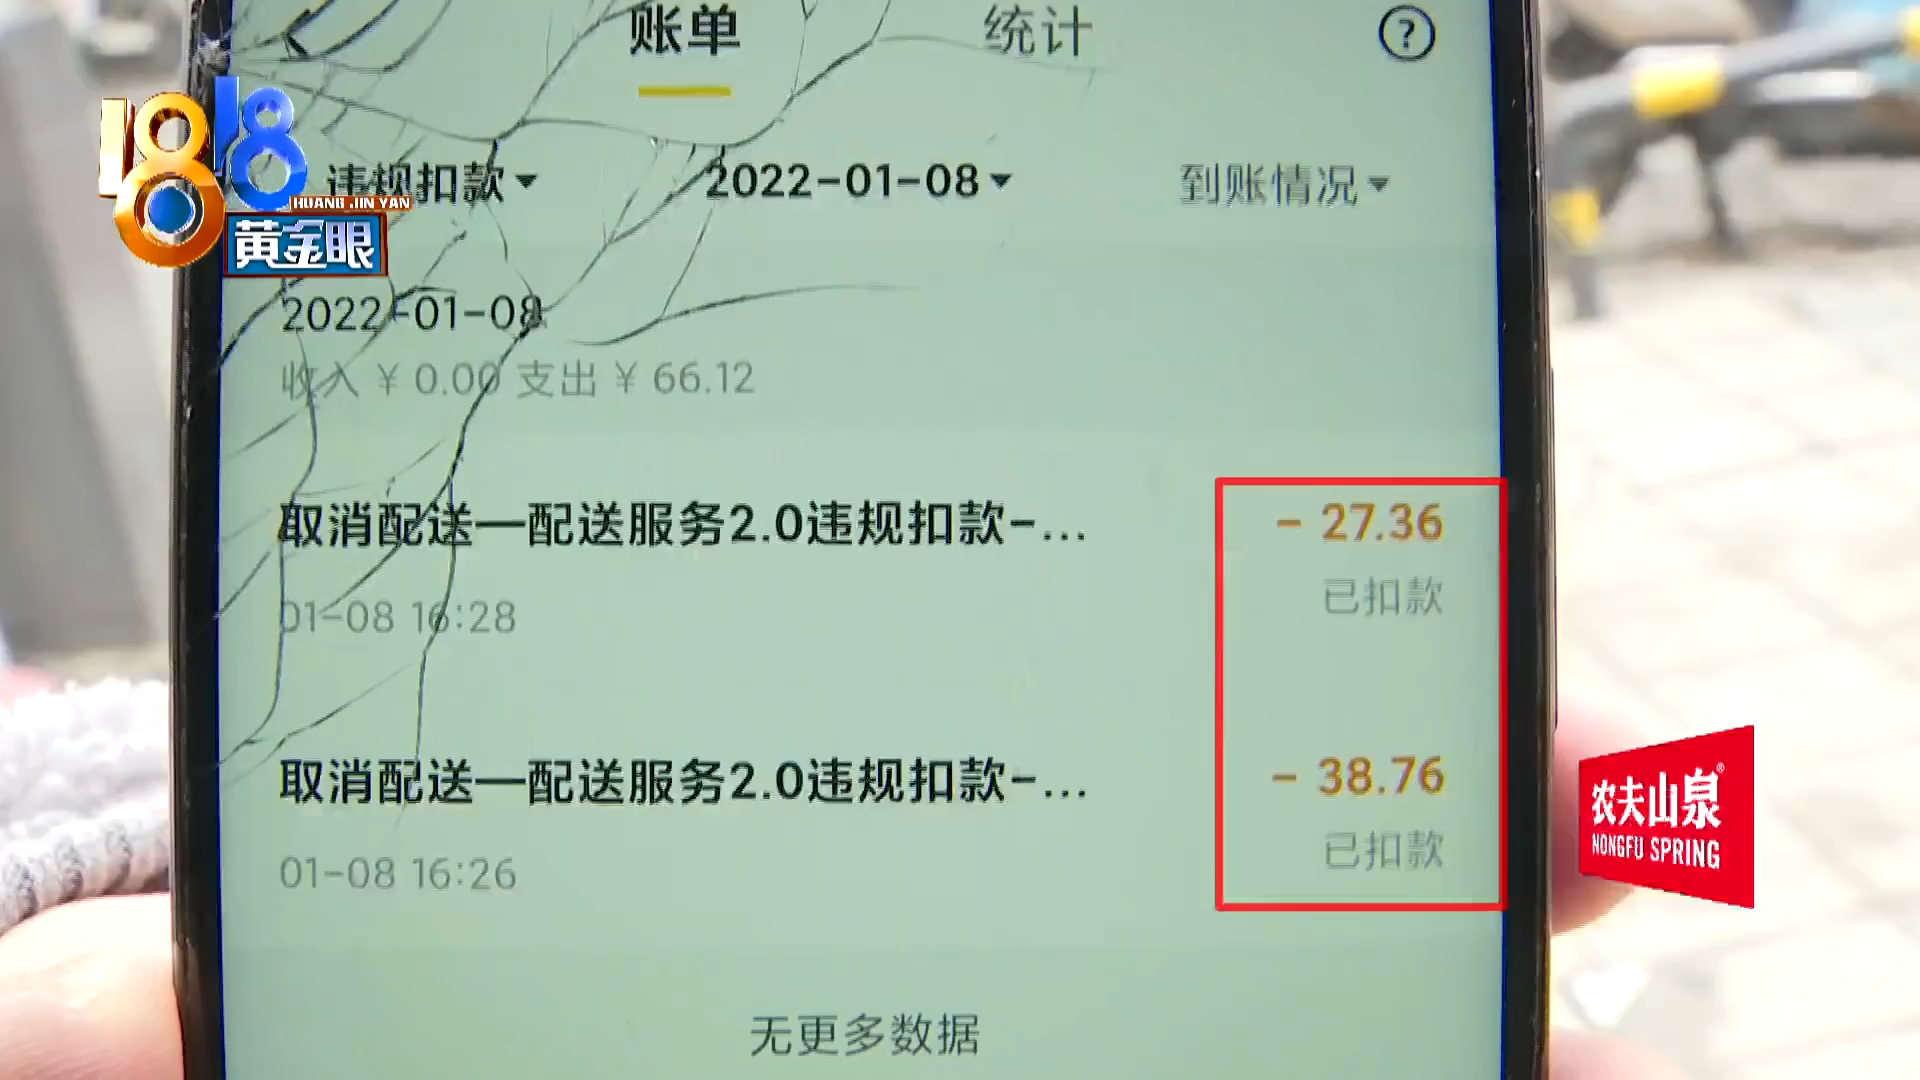 账单
统计
?
1818
HUANG JIN YAN
黄金眼
违规扣款
2022-01-08
到账情况
2022-01-08
收入 ¥ 0.00 支出 ¥ 66.12
取消配送—配送服务2.0违规扣款-...
- 27.36
01-08 16:28
已扣款
取消配送—配送服务2.0违规扣款-...
- 38.76
01-08 16:26
已扣款
无更多数据
农夫山泉®
NONGFU SPRING